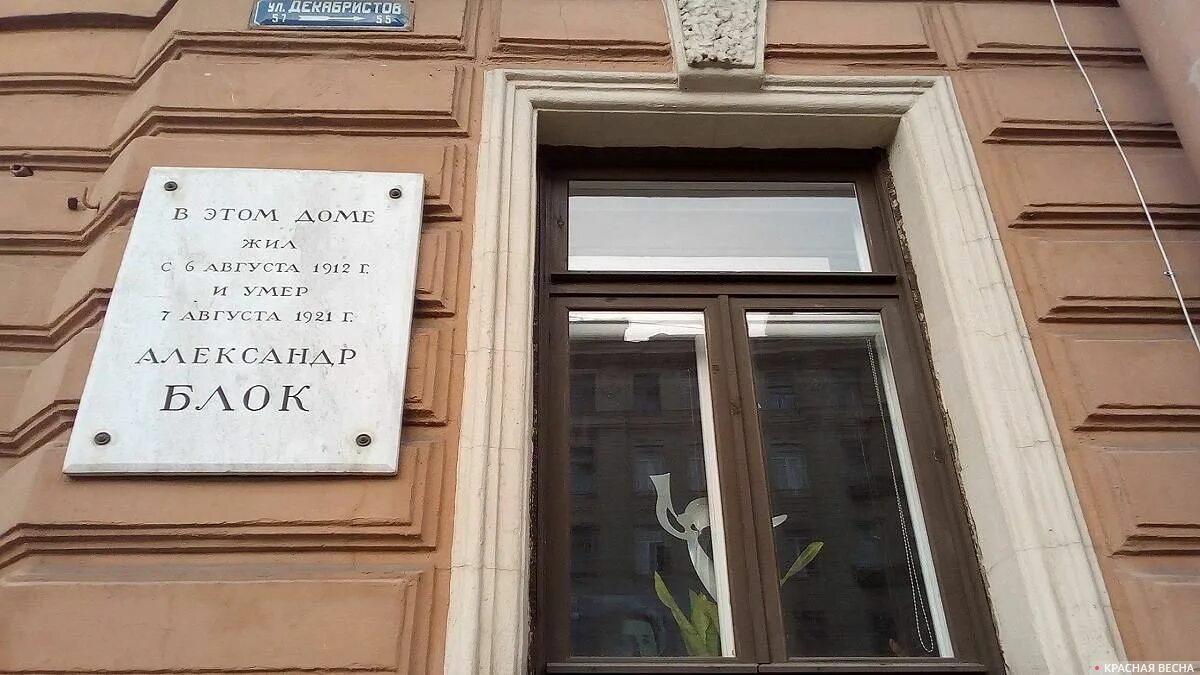 УЛ. ДЕКАБРИСТОВ
57 55
В ЭТОМ ДОМЕ
ЖИЛ
С 6 АВГУСТА 1912 Г.
И УМЕР
7 АВГУСТА 1921 Г.
АЛЕКСАНДР
БЛОК
КРАСНАЯ ВЕСНА